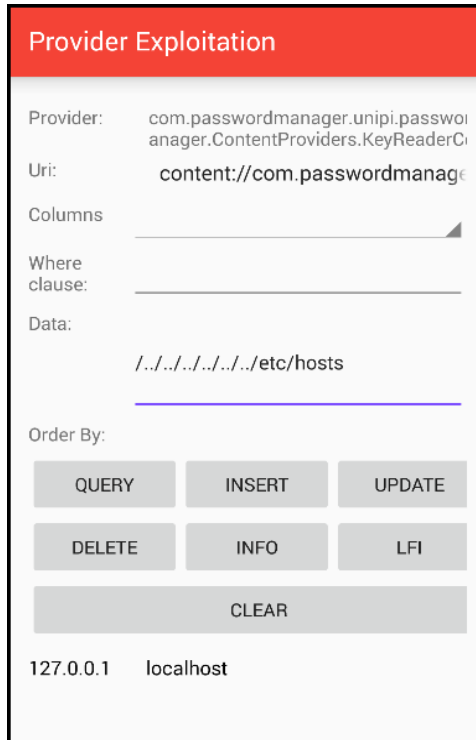 Provider Exploitation
Provider: com.passwordmanager.unipi.passwor
anager.ContentProviders.KeyReaderC
Uri: content://com.passwordmanage
Columns
Where
clause:
Data:
/../../../../../../etc/hosts
Order By:
QUERY INSERT UPDATE
DELETE INFO LFI
CLEAR
127.0.0.1 localhost